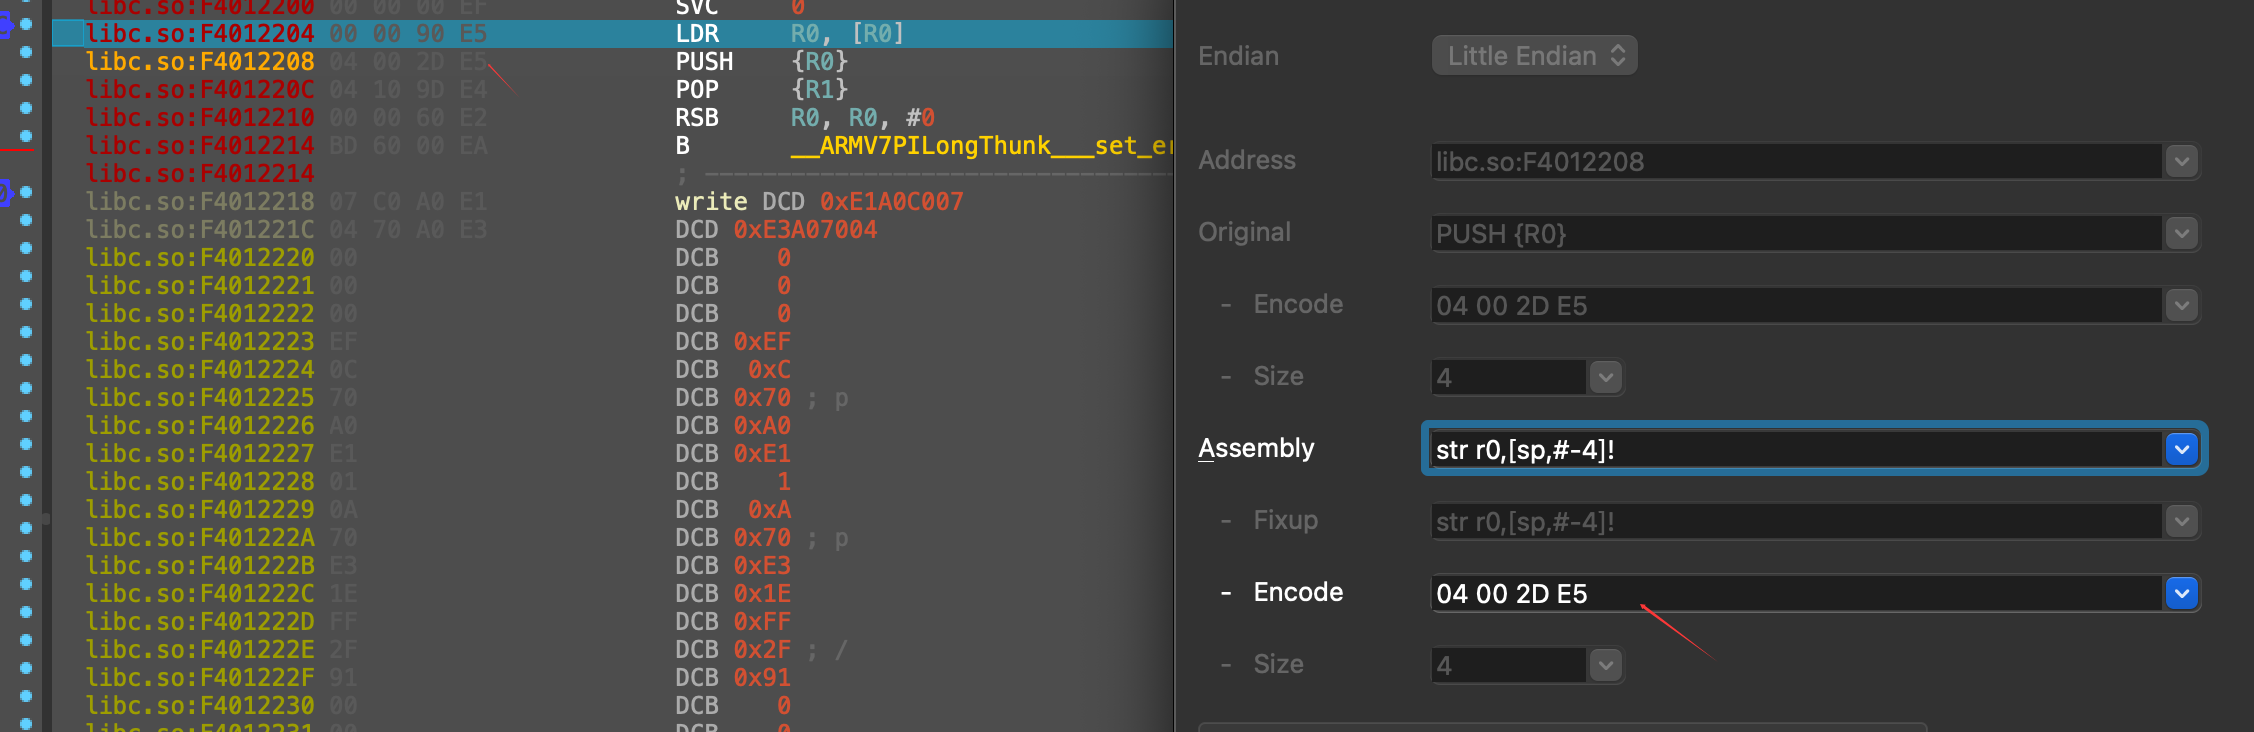 libc.so:F4012200 00 00 00 EF SVC 0
libc.so:F4012204 00 00 90 E5 LDR R0, [R0]
libc.so:F4012208 04 00 2D E5 PUSH {R0}
libc.so:F401220C 04 10 9D E4 POP {R1}
libc.so:F4012210 00 00 60 E2 RSB R0, R0, #0
libc.so:F4012214 BD 60 00 EA B __ARMV7PILongThunk___set_er
libc.so:F4012214 ; ---------------------------------
libc.so:F4012218 07 C0 A0 E1 write DCD 0xE1A0C007
libc.so:F401221C 04 70 A0 E3 DCD 0xE3A07004
libc.so:F4012220 00 DCB 0
libc.so:F4012221 00 DCB 0
libc.so:F4012222 00 DCB 0
libc.so:F4012223 EF DCB 0xEF
libc.so:F4012224 0C DCB 0xC
libc.so:F4012225 70 DCB 0x70 ; p
libc.so:F4012226 A0 DCB 0xA0
libc.so:F4012227 E1 DCB 0xE1
libc.so:F4012228 01 DCB 1
libc.so:F4012229 0A DCB 0xA
libc.so:F401222A 70 DCB 0x70 ; p
libc.so:F401222B E3 DCB 0xE3
libc.so:F401222C 1E DCB 0x1E
libc.so:F401222D FF DCB 0xFF
libc.so:F401222E 2F DCB 0x2F ; /
libc.so:F401222F 91 DCB 0x91
libc.so:F4012230 00 DCB 0
libc.so:F4012231 00 DCB 0
Endian Little Endian
Address libc.so:F4012208
Original PUSH {R0}
- Encode 04 00 2D E5
- Size 4
Assembly str r0,[sp,#-4]!
- Fixup str r0,[sp,#-4]!
- Encode 04 00 2D E5
- Size 4